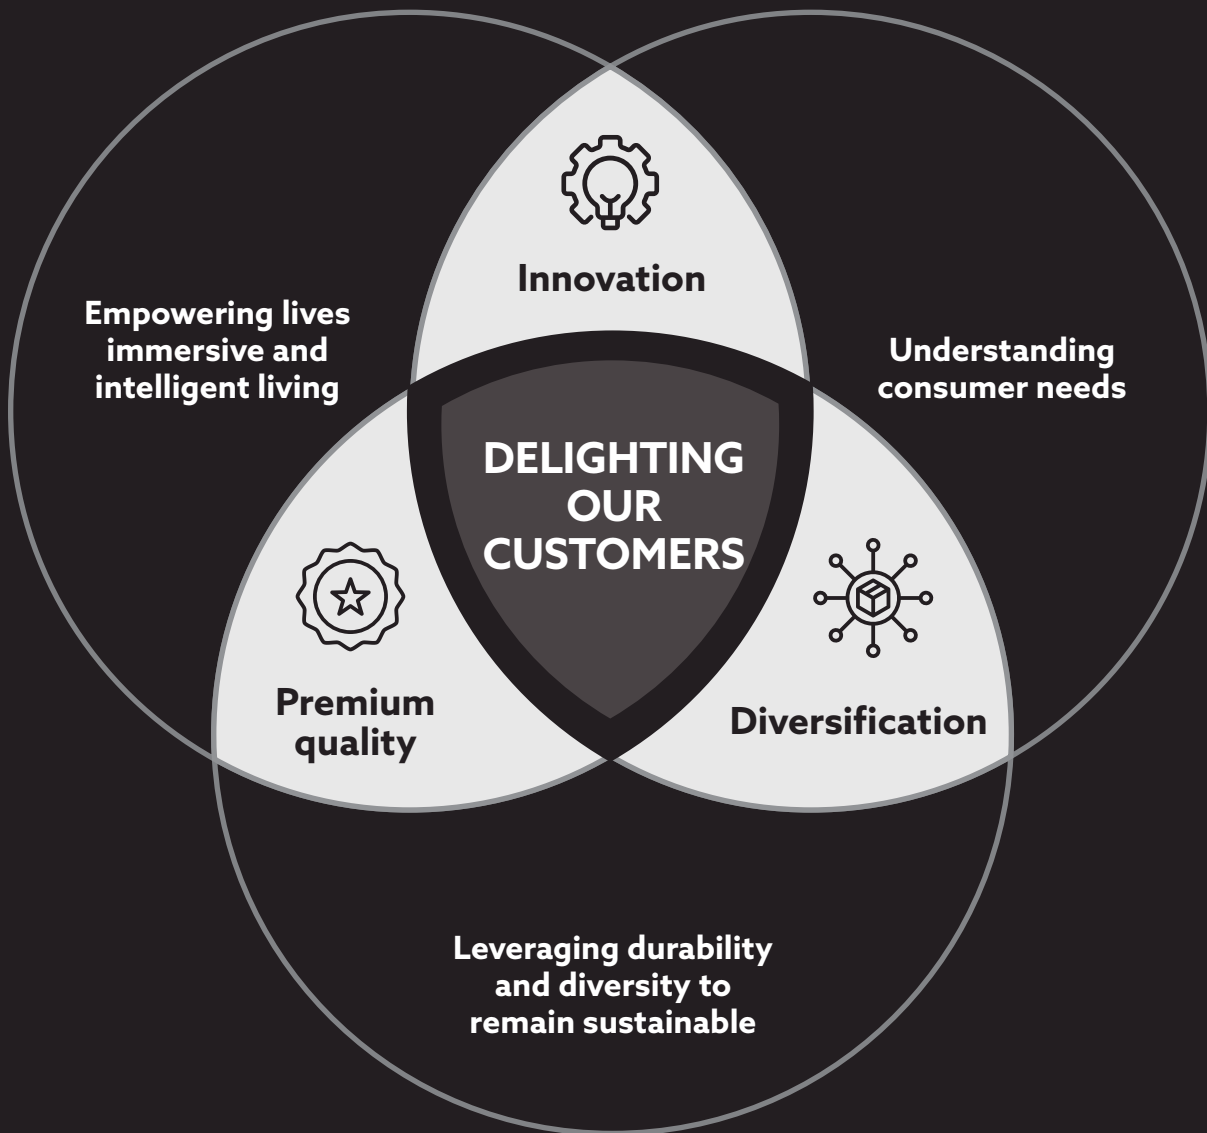 Innovation
Empowering lives
immersive and
intelligent living
Understanding
consumer needs
DELIGHTING
OUR
CUSTOMERS
Premium
quality
Diversification
Leveraging durability
and diversity to
remain sustainable